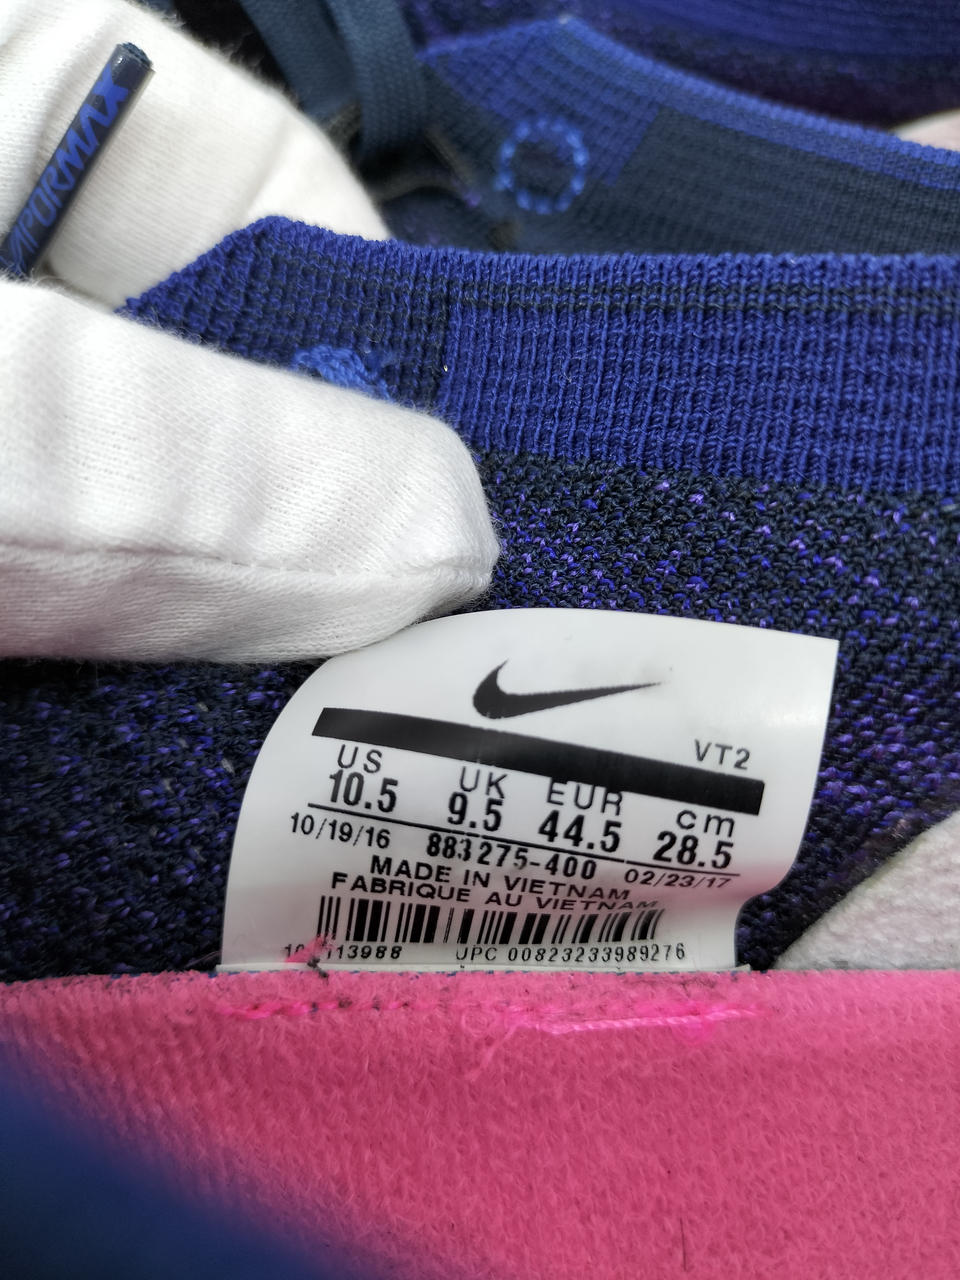 VAPORMAX
VT2
US UK EUR cm
10.5 9.5 44.5 28.5
10/19/16 883275-400 02/23/17
MADE IN VIETNAM
FABRIQUE AU VIETNAM
UPC 00823233989276